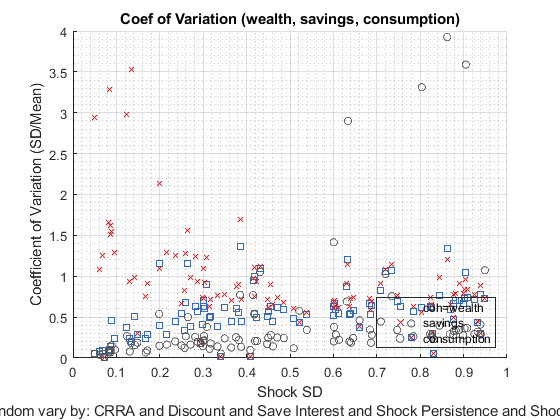 Coef of Variation (wealth, savings, consumption)
Coefficient of Variation (SD/Mean)
4
3.5
3
2.5
2
1.5
1
0.5
0
coh=wealth
savings
consumption
0 0.1 0.2 0.3 0.4 0.5 0.6 0.7 0.8 0.9 1
Shock SD
vary by: CRRA and Discount and Save Interest and Shock Persistence and